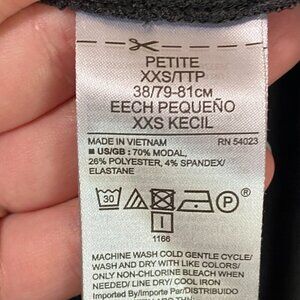 PETITE
XXS/TTP
38/79-81CM
EECH PEQUEÑO
XXS KECIL
MADE IN VIETNAM RN 54023
■ US/GB : 70% MODAL,
26% POLYESTER, 4% SPANDEX/
ELASTANE
30 P
I
1166
MACHINE WASH COLD GENTLE CYCLE/
WASH AND DRY WITH LIKE COLORS/
ONLY NON-CHLORINE BLEACH WHEN
NEEDED/ LINE DRY/ COOL IRON
Imported by/Importe Par/Distribuido